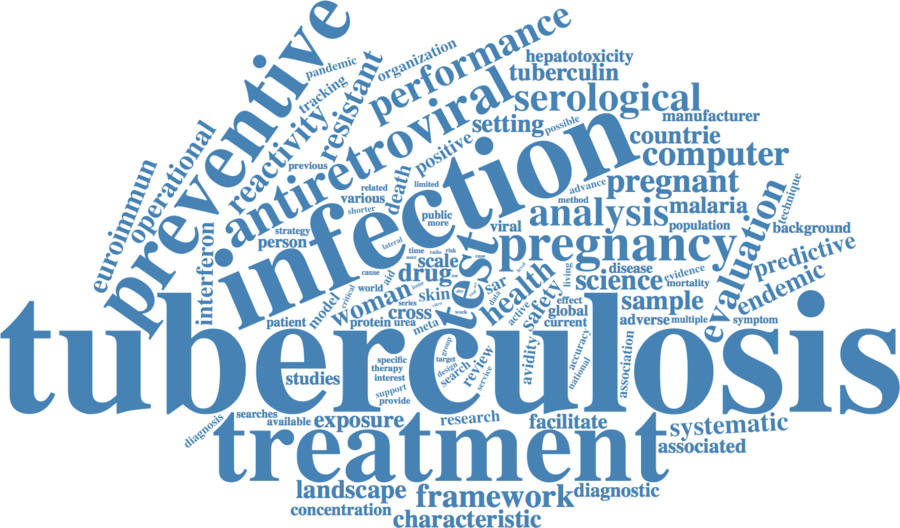 preventive
pandemic
tracking
organization
performance
hepatotoxicity
tuberculin
serological
manufacturer
resistant
reactivity
antiretroviral
positive
setting
possible
countrie
computer
operational
euroimmun
previous
infection
death
related
limited
various
shorter
advance
method
pregnant
analysis
malaria
technique
population
background
interferon
strategy
person
public
more
viral
pregnancy
evaluation
predictive
endemic
lateral
time
risk
scale
drug
test
health
sar
living
disease
science
evidence
mortality
cause
aid
world
critical
model
woman
skin
series
work
data
active
safety
effect
global
current
sample
adverse
multiple
symptom
patient
protein
urea
cross
meta
tuberculosis
group
target
design
search
review
service
avidity
accuracy
national
association
specific
therapy
interest
support
provide
studies
diagnosis
searches
available
exposure
research
facilitate
systematic
associated
treatment
landscape
framework
diagnostic
concentration
characteristic